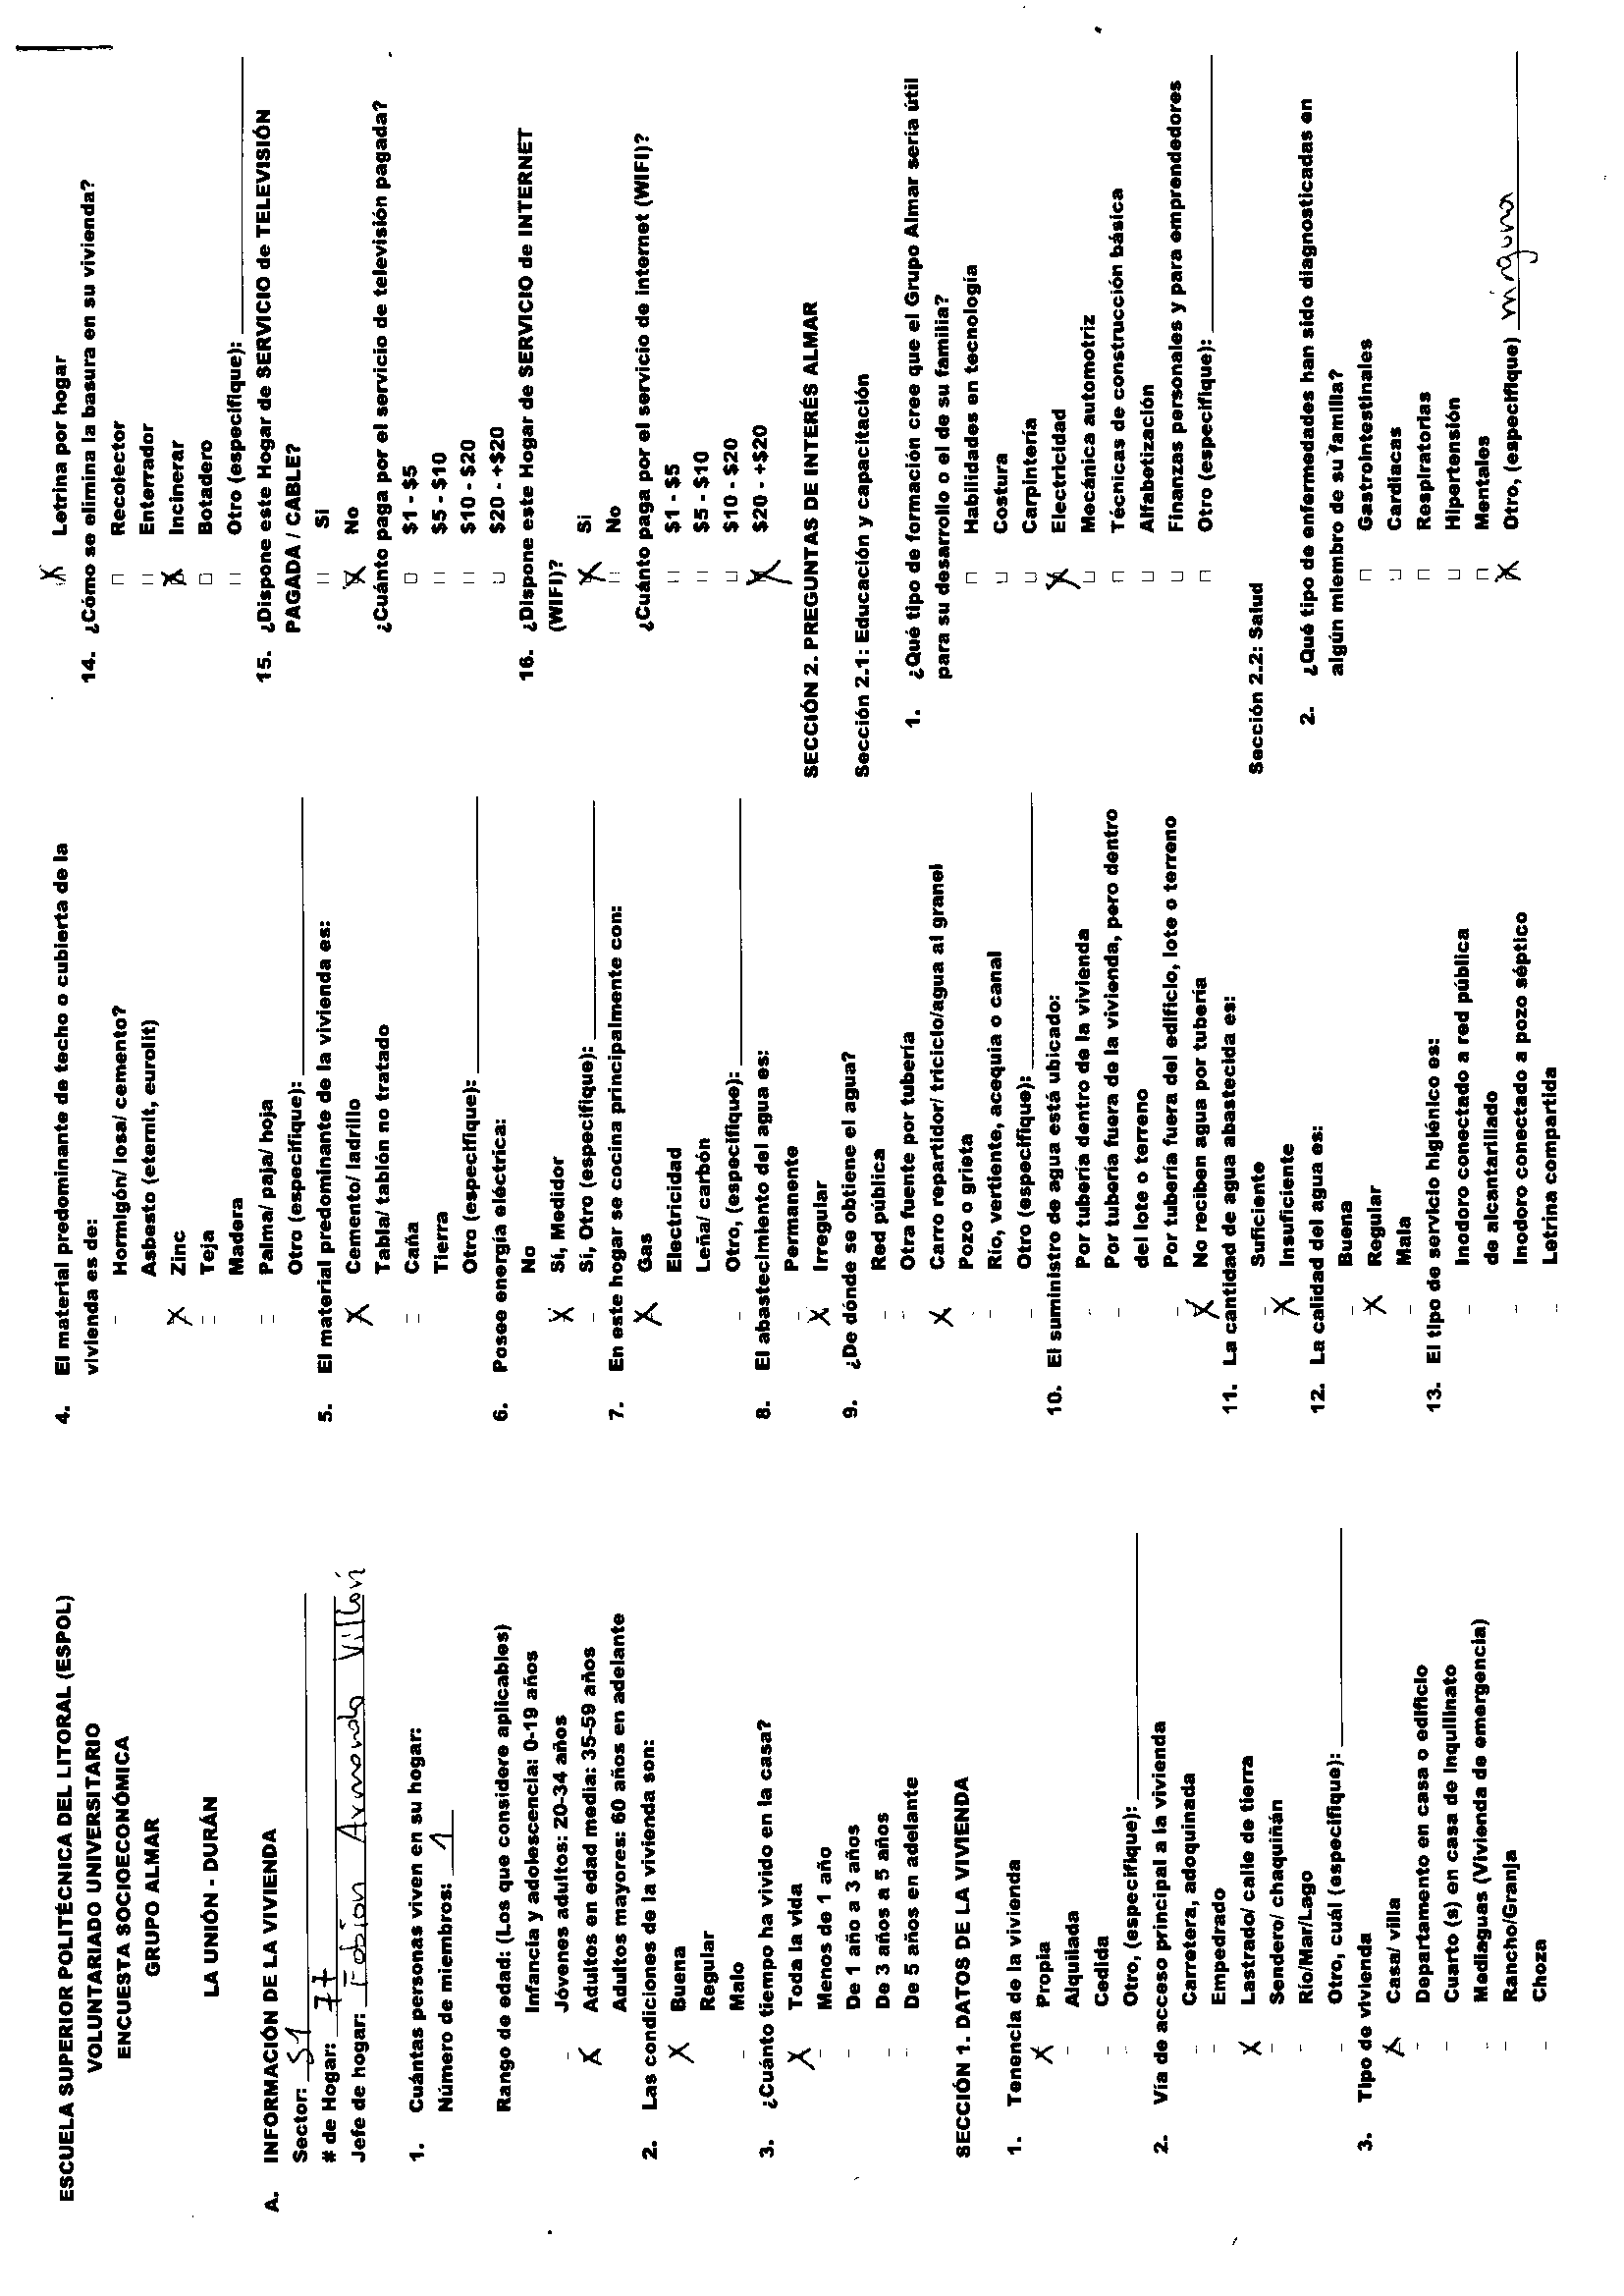 ESCUELA SUPERIOR POLITÉCNICA DEL LITORAL (ESPOL)
VOLUNTARIADO UNIVERSITARIO
ENCUESTA SOCIOECONÓMICA
GRUPO ALMAR
LA UNIÓN - DURÁN
A. INFORMACIÓN DE LA VIVIENDA
Sector: S1
# de Hogar: 77
Jefe de hogar: Fabian Armando Villón
1. Cuántas personas viven en su hogar:
Número de miembros: 1
Rango de edad: (Los que considere aplicables)
Infancia y adolescencia: 0-19 años
- Jóvenes adultos: 20-34 años
X Adultos en edad media: 35-59 años
Adultos mayores: 60 años en adelante
2. Las condiciones de la vivienda son:
X Buena
Regular
- Malo
3. ¿Cuánto tiempo ha vivido en la casa?
X Toda la vida
Menos de 1 año
- De 1 año a 3 años
- De 3 años a 5 años
- De 5 años en adelante
SECCIÓN 1. DATOS DE LA VIVIENDA
1. Tenencia de la vivienda
X Propia
- Alquilada
- Cedida
- Otro, (especifique):
2. Vía de acceso principal a la vivienda
- Carretera, adoquinada
- Empedrado
X Lastrado/ calle de tierra
- Sendero/ chaquiñán
- Río/Mar/Lago
- Otro, cuál (especifique):
3. Tipo de vivienda
X Casa/ villa
- Departamento en casa o edificio
- Cuarto (s) en casa de inquilinato
- Mediaguas (Vivienda de emergencia)
- Rancho/Granja
- Choza
4. El material predominante de techo o cubierta de la
vivienda es de:
- Hormigón/ losa/ cemento?
Asbesto (eternit, eurolit)
X Zinc
□ Teja
Madera
□ Palma/ paja/ hoja
Otro (especifique):
5. El material predominante de la vivienda es:
X Cemento/ ladrillo
Tabla/ tablón no tratado
□ Caña
Tierra
Otro (especifique):
6. Posee energía eléctrica:
No
X Sí, Medidor
- Si, Otro (especifique):
7. En este hogar se cocina principalmente con:
X Gas
Electricidad
Leña/ carbón
- Otro, (especifique):
8. El abastecimiento del agua es:
- Permanente
X Irregular
9. ¿De dónde se obtiene el agua?
- Red pública
- Otra fuente por tubería
X Carro repartidor/ triciclo/agua al granel
- Pozo o grieta
- Río, vertiente, acequia o canal
- Otro (especifique):
10. El suministro de agua está ubicado:
- Por tubería dentro de la vivienda
- Por tubería fuera de la vivienda, pero dentro
del lote o terreno
- Por tubería fuera del edificio, lote o terreno
X No reciben agua por tubería
11. La cantidad de agua abastecida es:
- Suficiente
X Insuficiente
12. La calidad del agua es:
- Buena
X Regular
- Mala
13. El tipo de servicio higiénico es:
- Inodoro conectado a red pública
de alcantarillado
- Inodoro conectado a pozo séptico
- Letrina compartida
X Letrina por hogar
14. ¿Cómo se elimina la basura en su vivienda?
□ Recolector
□ Enterrador
X Incinerar
□ Botadero
□ Otro (especifique):
15. ¿Dispone este Hogar de SERVICIO de TELEVISIÓN
PAGADA / CABLE?
□ Si
X No
¿Cuánto paga por el servicio de televisión pagada?
□ $1 - $5
□ $5 - $10
□ $10 - $20
□ $20 - +$20
16. ¿Dispone este Hogar de SERVICIO de INTERNET
(WIFI)?
X Si
□ No
¿Cuánto paga por el servicio de internet (WIFI)?
□ $1 - $5
□ $5 - $10
□ $10 - $20
X $20 - +$20
SECCIÓN 2. PREGUNTAS DE INTERÉS ALMAR
Sección 2.1: Educación y capacitación
1. ¿Qué tipo de formación cree que el Grupo Almar sería útil
para su desarrollo o el de su familia?
□ Habilidades en tecnología
□ Costura
□ Carpintería
X Electricidad
□ Mecánica automotriz
□ Técnicas de construcción básica
□ Alfabetización
□ Finanzas personales y para emprendedores
□ Otro (especifique):
Sección 2.2: Salud
2. ¿Qué tipo de enfermedades han sido diagnosticadas en
algún miembro de su familia?
□ Gastrointestinales
□ Cardiacas
□ Respiratorias
□ Hipertensión
□ Mentales
X Otro, (especifique) ninguna